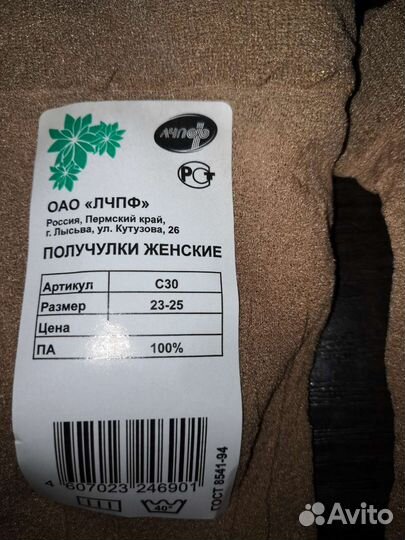 ЛЧПФ
РСТ
ОАО «ЛЧПФ»
Россия, Пермский край,
г. Лысьва, ул. Кутузова, 26
ПОЛУЧУЛКИ ЖЕНСКИЕ
Артикул С30
Размер 23-25
Цена
ПА 100%
4 607023 246901
40°
ГОСТ 8541-94
Avito